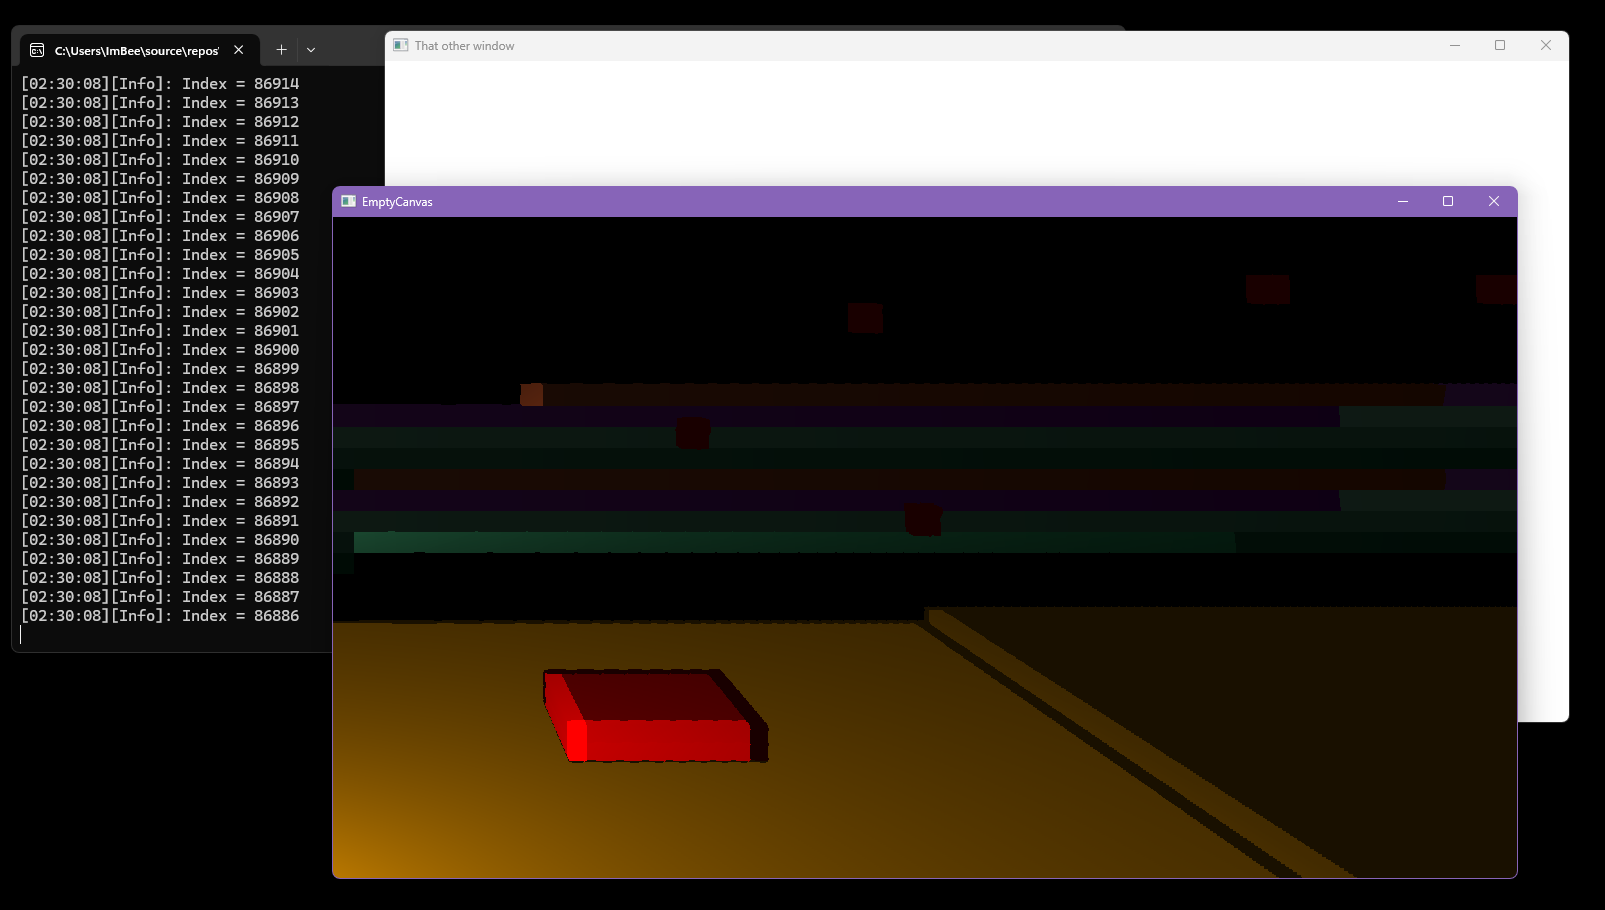 C:\Users\ImBee\source\repos'
[02:30:08][Info]: Index = 86914
[02:30:08][Info]: Index = 86913
[02:30:08][Info]: Index = 86912
[02:30:08][Info]: Index = 86911
[02:30:08][Info]: Index = 86910
[02:30:08][Info]: Index = 86909
[02:30:08][Info]: Index = 86908
[02:30:08][Info]: Index = 86907
[02:30:08][Info]: Index = 86906
[02:30:08][Info]: Index = 86905
[02:30:08][Info]: Index = 86904
[02:30:08][Info]: Index = 86903
[02:30:08][Info]: Index = 86902
[02:30:08][Info]: Index = 86901
[02:30:08][Info]: Index = 86900
[02:30:08][Info]: Index = 86899
[02:30:08][Info]: Index = 86898
[02:30:08][Info]: Index = 86897
[02:30:08][Info]: Index = 86896
[02:30:08][Info]: Index = 86895
[02:30:08][Info]: Index = 86894
[02:30:08][Info]: Index = 86893
[02:30:08][Info]: Index = 86892
[02:30:08][Info]: Index = 86891
[02:30:08][Info]: Index = 86890
[02:30:08][Info]: Index = 86889
[02:30:08][Info]: Index = 86888
[02:30:08][Info]: Index = 86887
[02:30:08][Info]: Index = 86886
That other window
EmptyCanvas